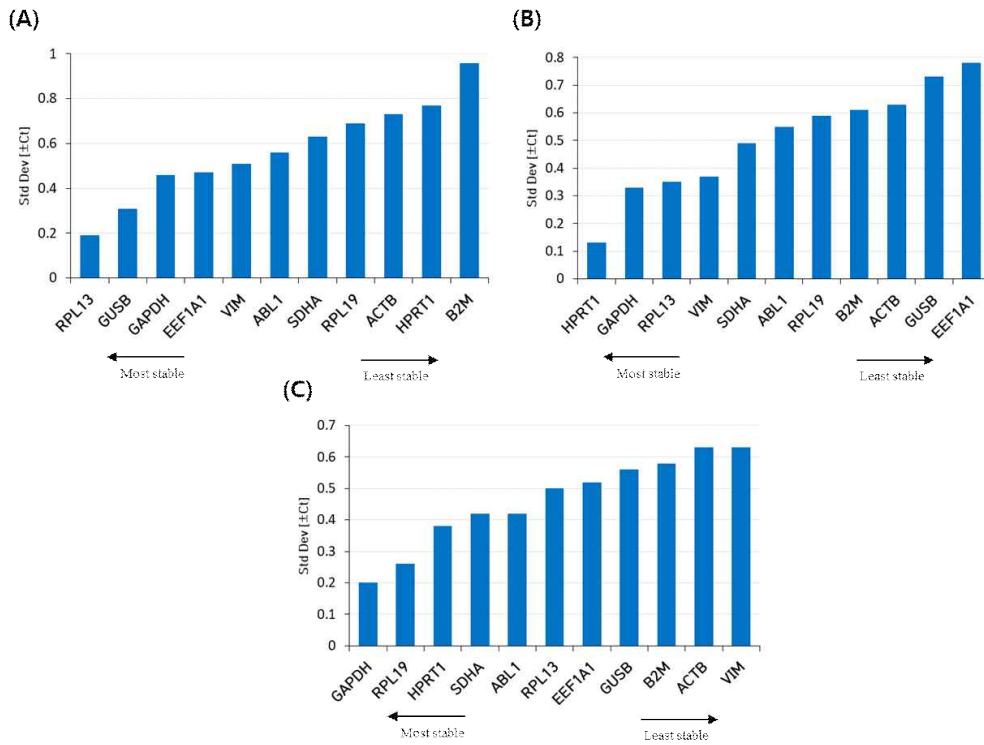 (A)
Std Dev [±Ct]
1
0.8
0.6
0.4
0.2
0
RPL13
GUSB
GAPDH
EEF1A1
VIM
ABL1
SDHA
RPL19
ACTB
HPRT1
B2M
Most stable
Least stable
(B)
Std Dev [±Ct]
0.8
0.7
0.6
0.5
0.4
0.3
0.2
0.1
0
HPRT1
GAPDH
RPL13
VIM
SDHA
ABL1
RPL19
B2M
ACTB
GUSB
EEF1A1
Most stable
Least stable
(C)
Std Dev [±Ct]
0.7
0.6
0.5
0.4
0.3
0.2
0.1
0
GAPDH
RPL19
HPRT1
SDHA
ABL1
RPL13
EEF1A1
GUSB
B2M
ACTB
VIM
Most stable
Least stable